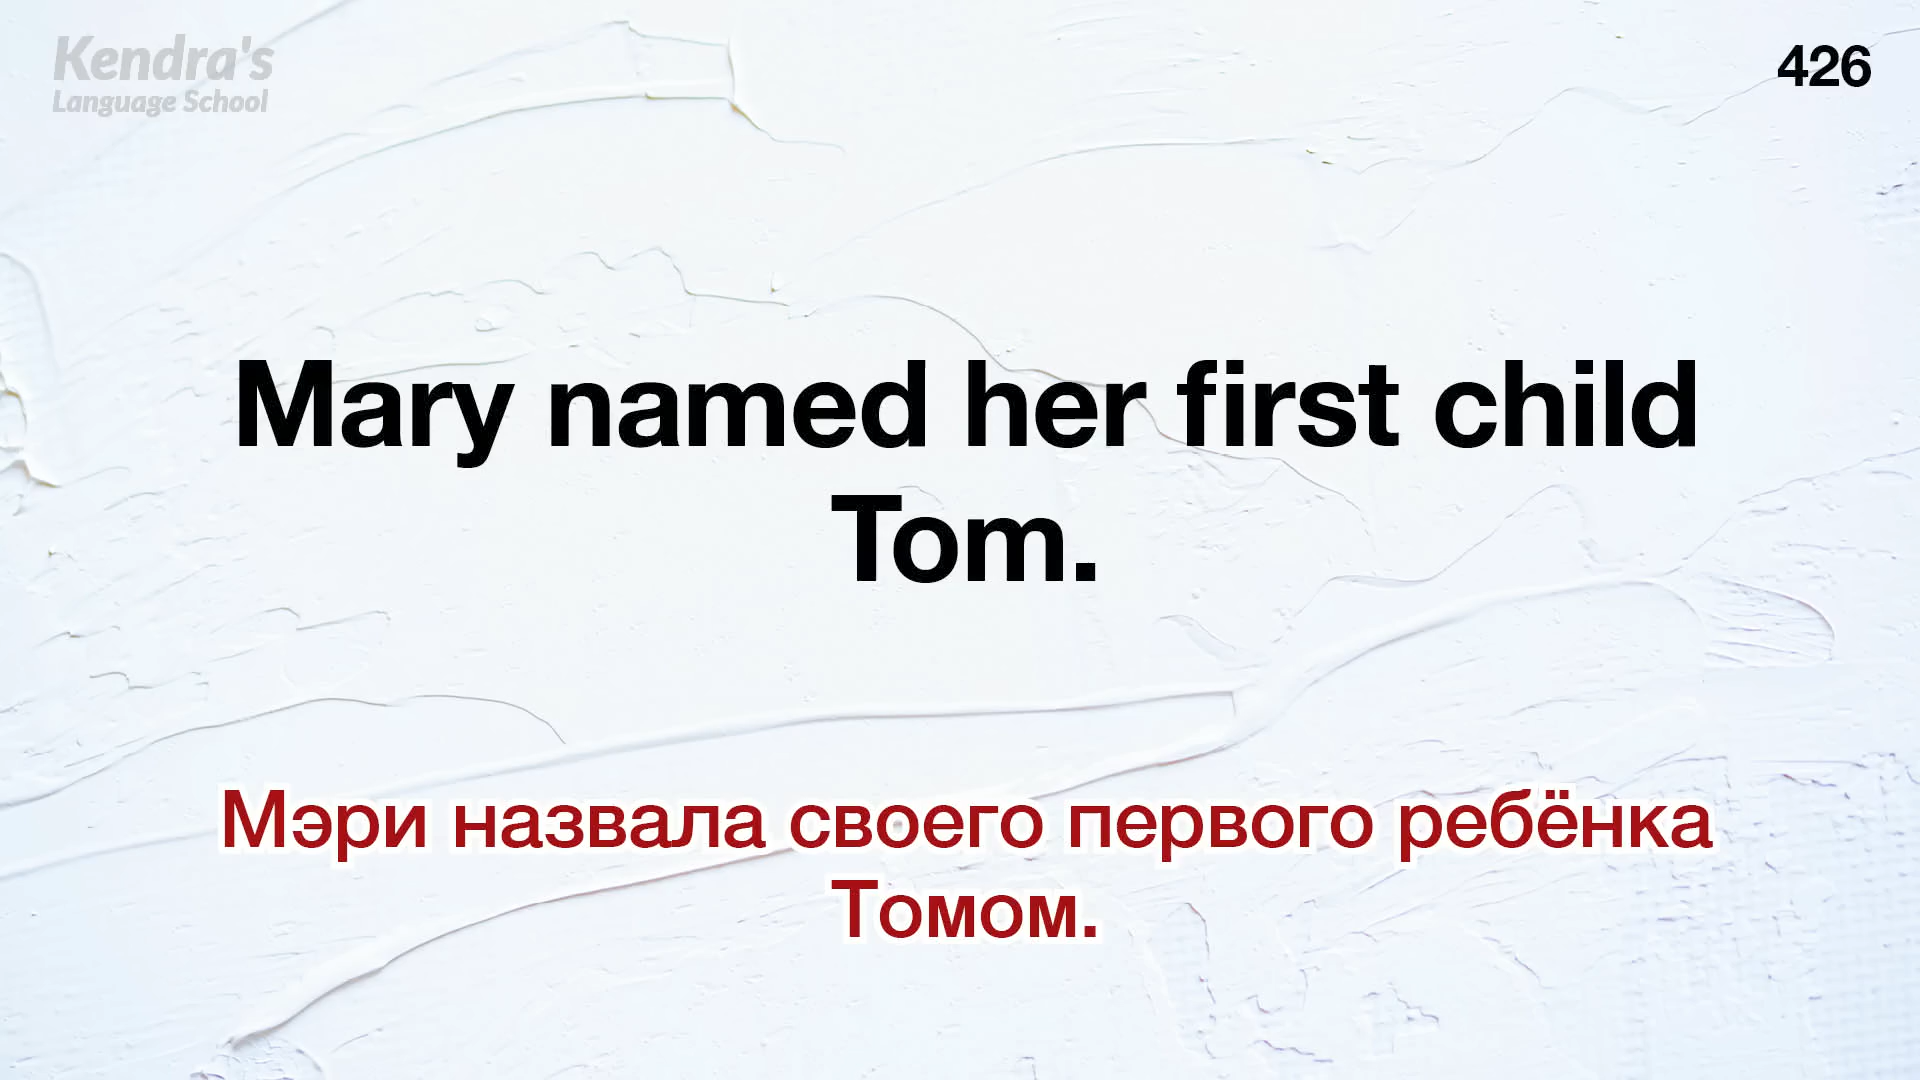 Kendra's
Language School
426
Mary named her first child
Tom.
Мэри назвала своего первого ребёнка
Томом.